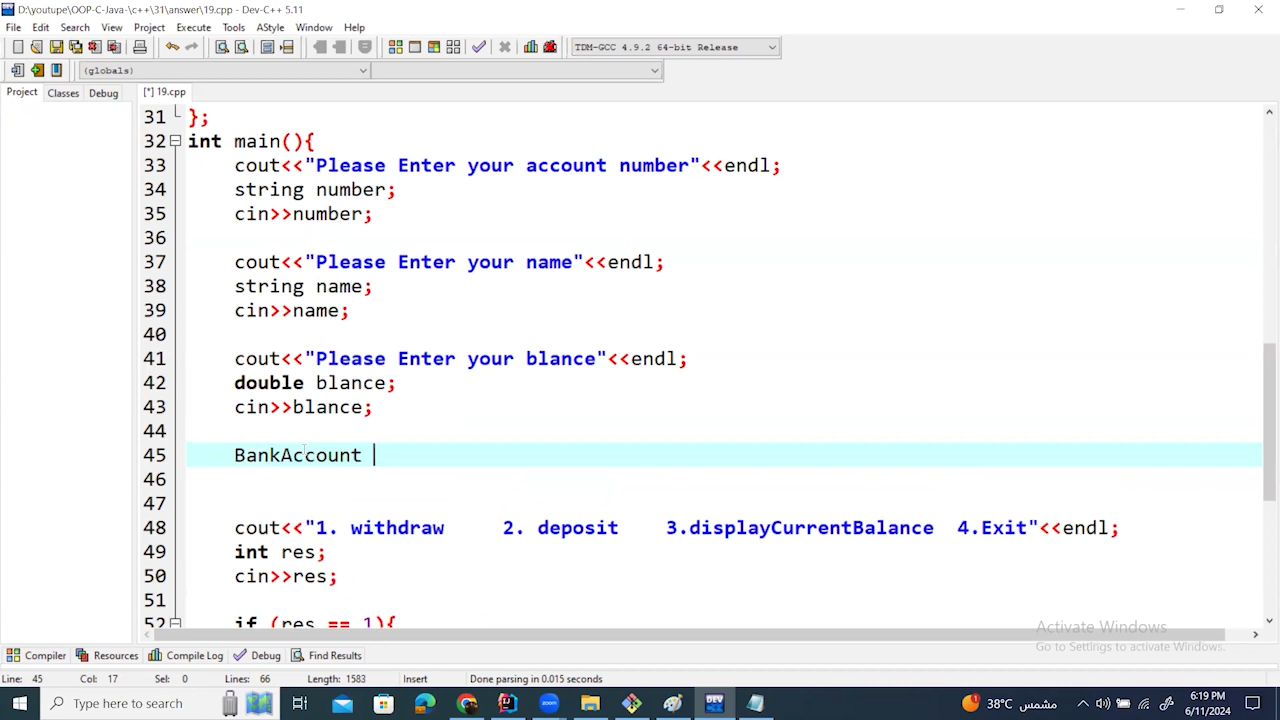 D:\youtupe\OOP-C-Java-\c++\31\answer\19.cpp - Dev-C++ 5.11
File Edit Search View Project Execute Tools AStyle Window Help
TDM-GCC 4.9.2 64-bit Release
(globals)
Project Classes Debug [*] 19.cpp
31 };
32 int main(){
33 cout<<"Please Enter your account number"<<endl;
34 string number;
35 cin>>number;
36
37 cout<<"Please Enter your name"<<endl;
38 string name;
39 cin>>name;
40
41 cout<<"Please Enter your blance"<<endl;
42 double blance;
43 cin>>blance;
44
45 BankAccount
46
47
48 cout<<"1. withdraw     2. deposit    3.displayCurrentBalance  4.Exit"<<endl;
49 int res;
50 cin>>res;
51
52 if (res == 1){
Activate Windows
Go to Settings to activate Windows.
Compiler Resources Compile Log Debug Find Results
Line: 45 Col: 17 Sel: 0 Lines: 66 Length: 1583 Insert Done parsing in 0.015 seconds
Type here to search
zoom
DEV
38°C مشمس
6:19 PM
6/11/2024